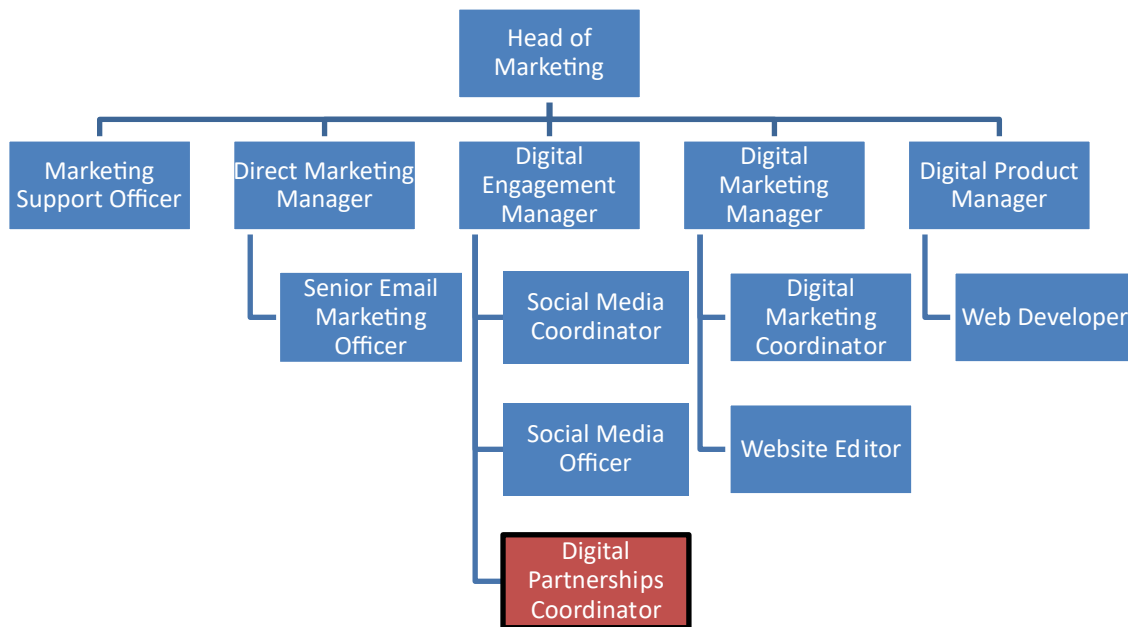 Head of
Marketing
Marketing
Support Officer
Direct Marketing
Manager
Digital
Engagement
Manager
Digital
Marketing
Manager
Digital Product
Manager
Senior Email
Marketing
Officer
Social Media
Coordinator
Digital
Marketing
Coordinator
Web Developer
Social Media
Officer
Website Editor
Digital
Partnerships
Coordinator